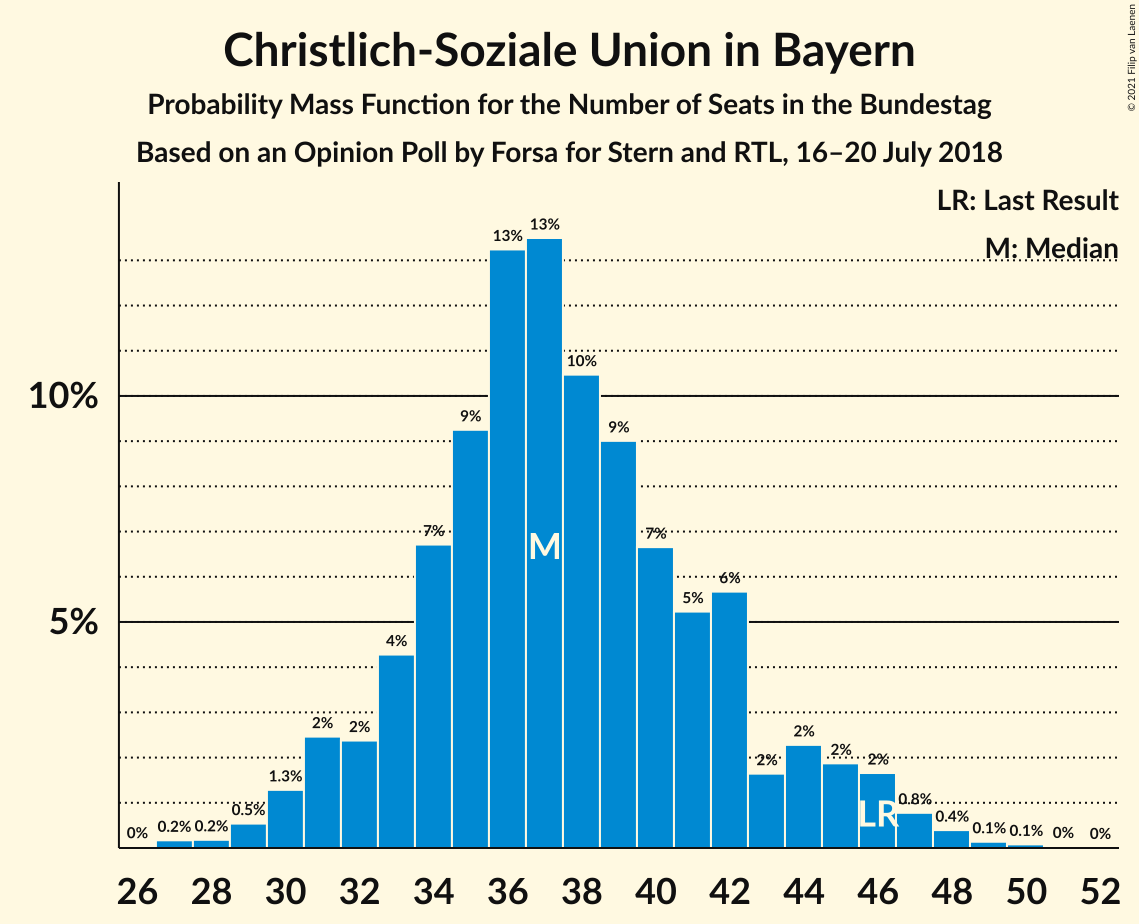 Christlich-Soziale Union in Bayern
Probability Mass Function for the Number of Seats in the Bundestag
Based on an Opinion Poll by Forsa for Stern and RTL, 16–20 July 2018
© 2021 Filip van Laenen
LR: Last Result
M: Median
10%
5%
0% 0.2% 0.2% 0.5% 1.3% 2% 2% 4% 7% 9% 13% 13% 10% 9% 7% 5% 6% 2% 2% 2% 2% 0.8% 0.4% 0.1% 0.1% 0% 0%
M
LR
26 28 30 32 34 36 38 40 42 44 46 48 50 52